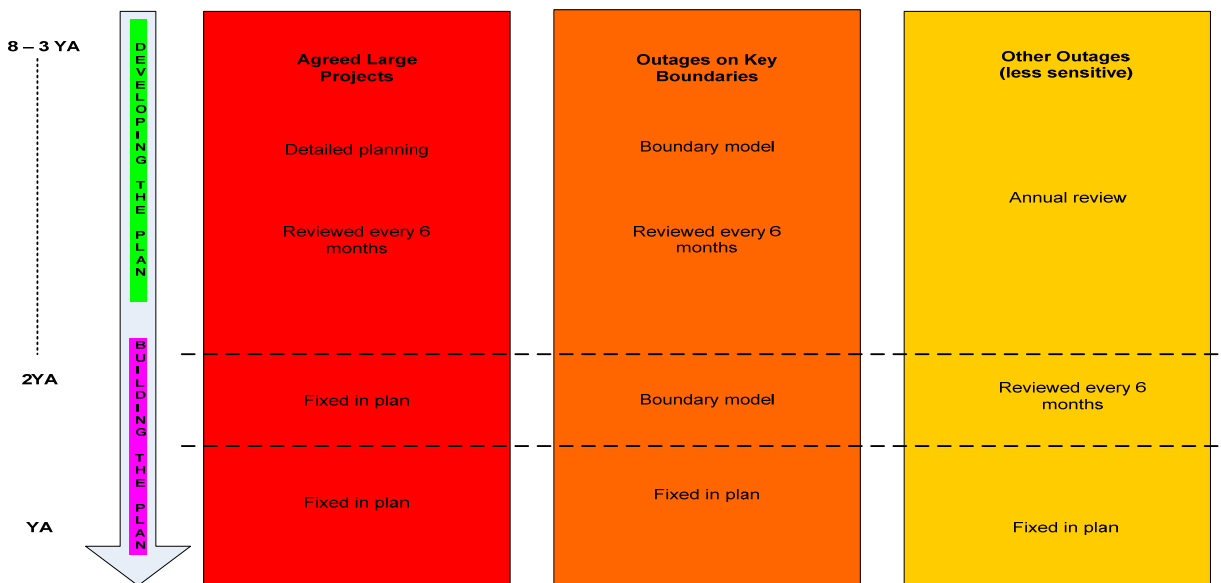 8 – 3 YA
2YA
YA
DEVELOPING THE PLAN
BUILDING THE PLAN
Agreed Large
Projects
Detailed planning
Reviewed every 6
months
Fixed in plan
Fixed in plan
Outages on Key
Boundaries
Boundary model
Reviewed every 6
months
Boundary model
Fixed in plan
Other Outages
(less sensitive)
Annual review
Reviewed every 6
months
Fixed in plan